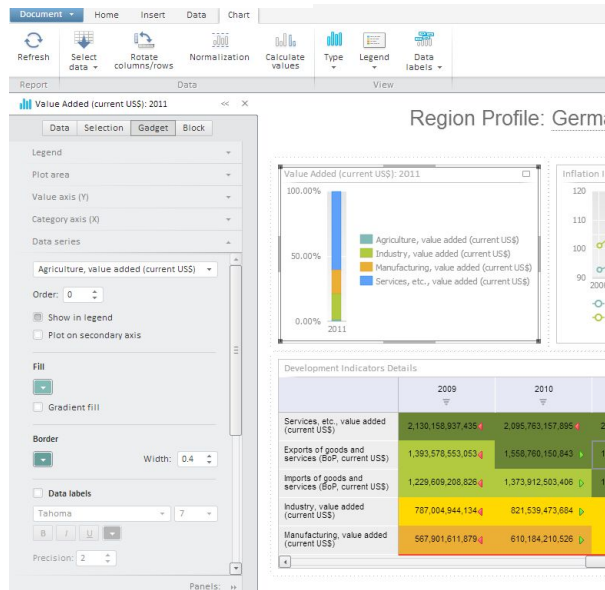 Document Home Insert Data Chart
Refresh Select data Rotate columns/rows Normalization Calculate values Type Legend Data labels
Report Data View
Value Added (current US$): 2011
Data Selection Gadget Block
Legend
Plot area
Value axis (Y)
Category axis (X)
Data series
Agriculture, value added (current US$)
Order: 0
Show in legend
Plot on secondary axis
Fill
Gradient fill
Border
Width: 0.4
Data labels
Tahoma 7
B I U
Precision: 2
Panels:
Region Profile: Germa
Value Added (current US$): 2011
100.00%
50.00%
0.00%
2011
Agriculture, value added (current US$)
Industry, value added (current US$)
Manufacturing, value added (current US$)
Services, etc., value added (current US$)
Inflation I
120
110
100
90
2000
Development Indicators Details
2009 2010
Services, etc., value added (current US$) 2,130,158,937,435 2,095,763,157,895 2
Exports of goods and services (BoP, current US$) 1,393,578,553,053 1,558,760,150,843 1
Imports of goods and services (BoP, current US$) 1,229,609,208,826 1,373,912,503,406 1
Industry, value added (current US$) 787,004,944,134 821,539,473,684
Manufacturing, value added (current US$) 567,901,611,879 610,184,210,526